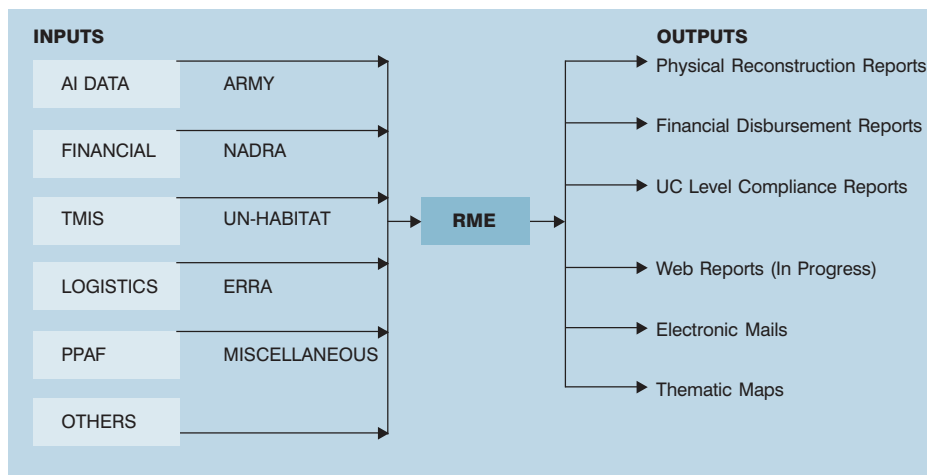 INPUTS
OUTPUTS
AI DATA
ARMY
FINANCIAL
NADRA
TMIS
UN-HABITAT
LOGISTICS
ERRA
PPAF
MISCELLANEOUS
OTHERS
RME
Physical Reconstruction Reports
Financial Disbursement Reports
UC Level Compliance Reports
Web Reports (In Progress)
Electronic Mails
Thematic Maps